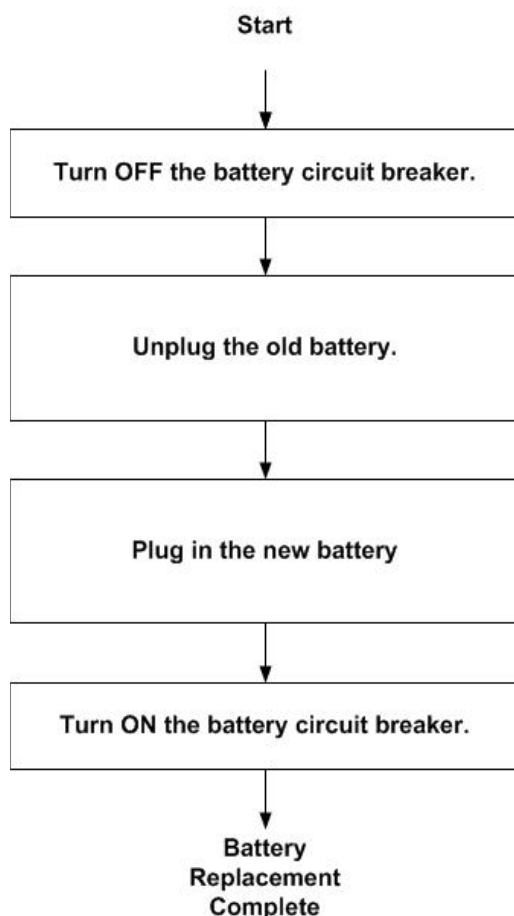 Start
Turn OFF the battery circuit breaker.
Unplug the old battery.
Plug in the new battery
Turn ON the battery circuit breaker.
Battery
Replacement
Complete